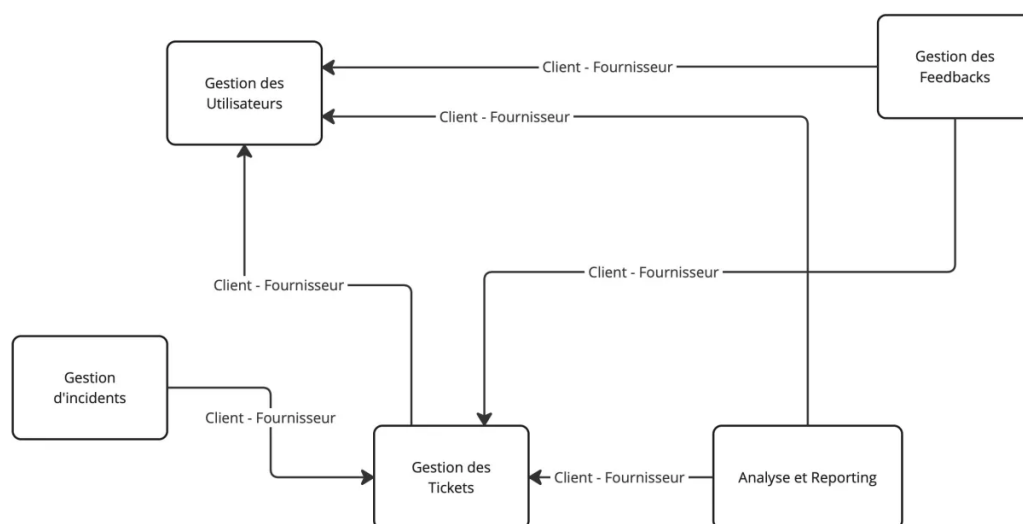 Gestion des
Utilisateurs
Client - Fournisseur
Gestion des
Feedbacks
Client - Fournisseur
Client - Fournisseur
Client - Fournisseur
Gestion
d'incidents
Client - Fournisseur
Gestion des
Tickets
Client - Fournisseur
Analyse et Reporting